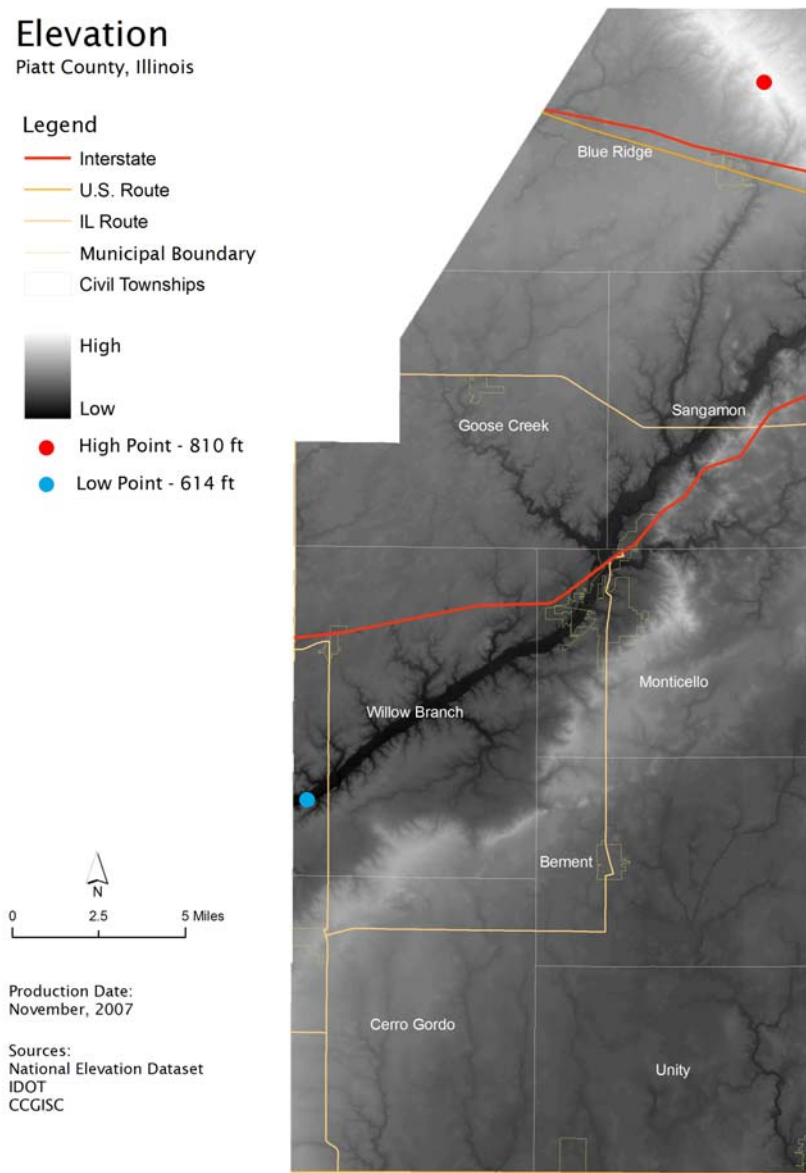 Elevation
Piatt County, Illinois
Legend
Interstate
U.S. Route
IL Route
Municipal Boundary
Civil Townships
High
Low
High Point - 810 ft
Low Point - 614 ft
Blue Ridge
Goose Creek
Sangamon
Monticello
Willow Branch
Bement
Cerro Gordo
Unity
N
0 2.5 5 Miles
Production Date:
November, 2007
Sources:
National Elevation Dataset
IDOT
CCGISC